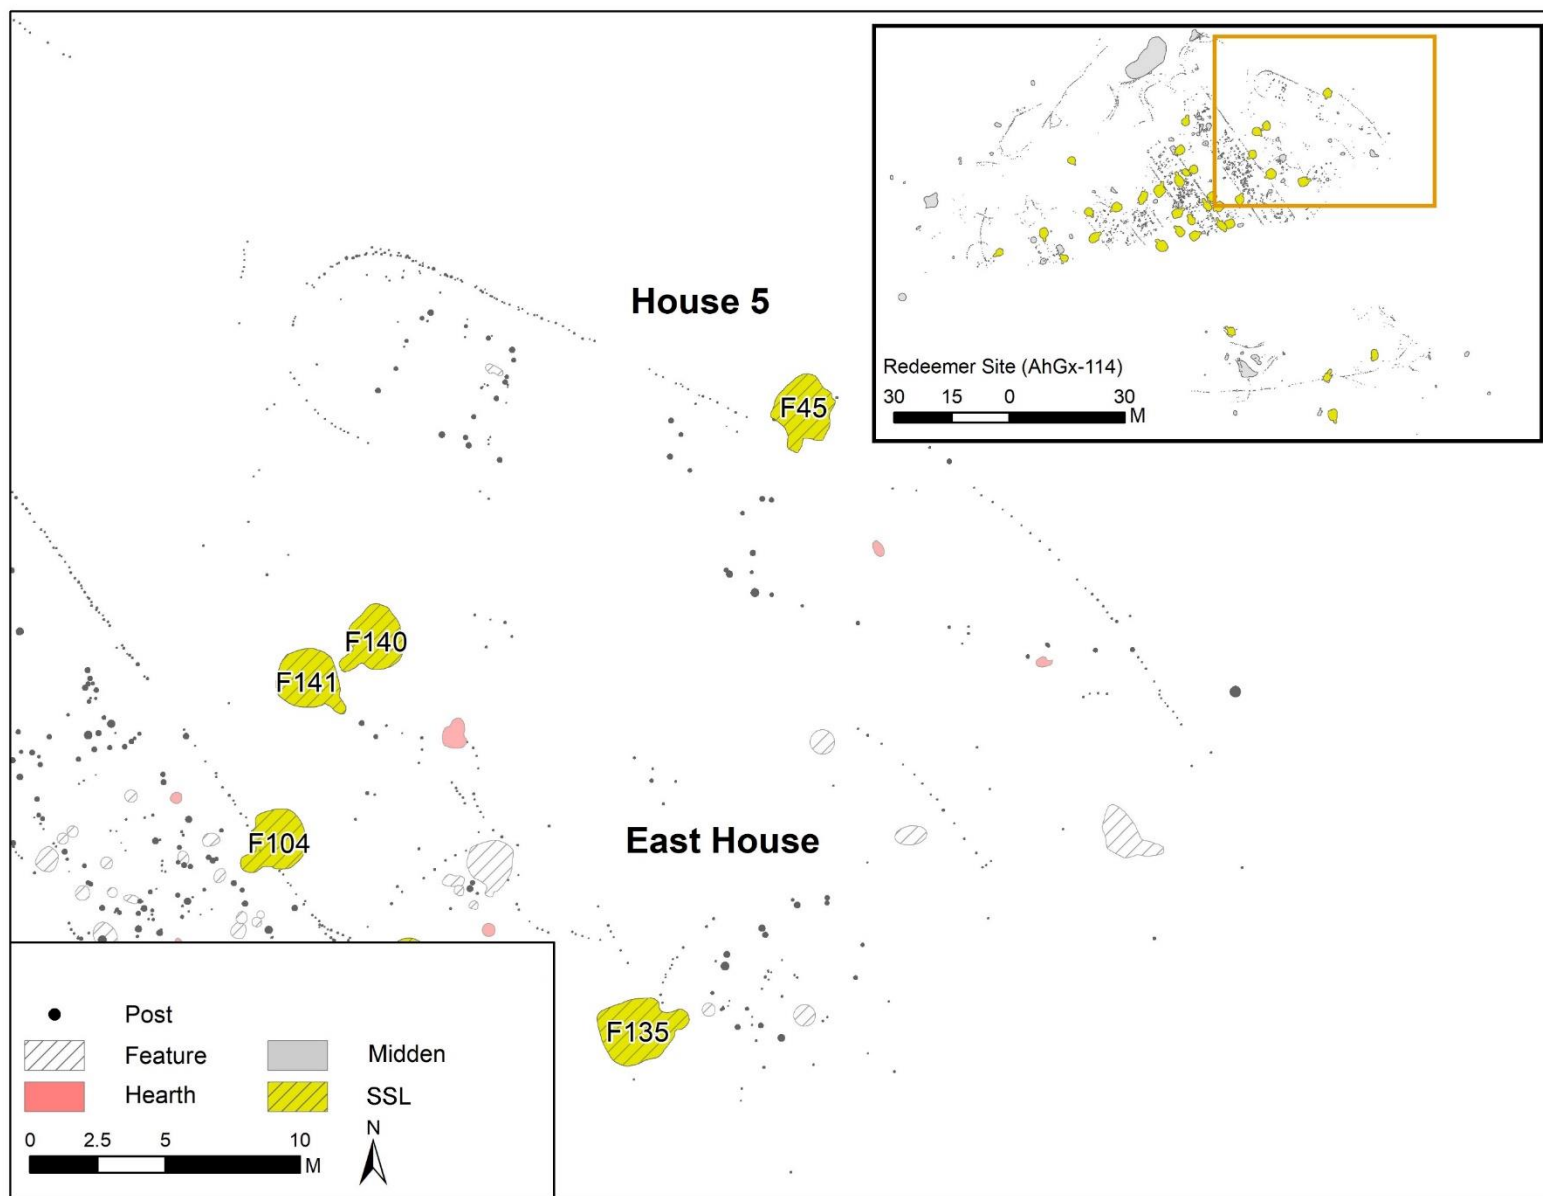 Redeemer Site (AhGx-114)
30 15 0 30
M
House 5
F45
F140
F141
F104
East House
F135
Post
Feature
Midden
Hearth
SSL
N
0 2.5 5 10
M